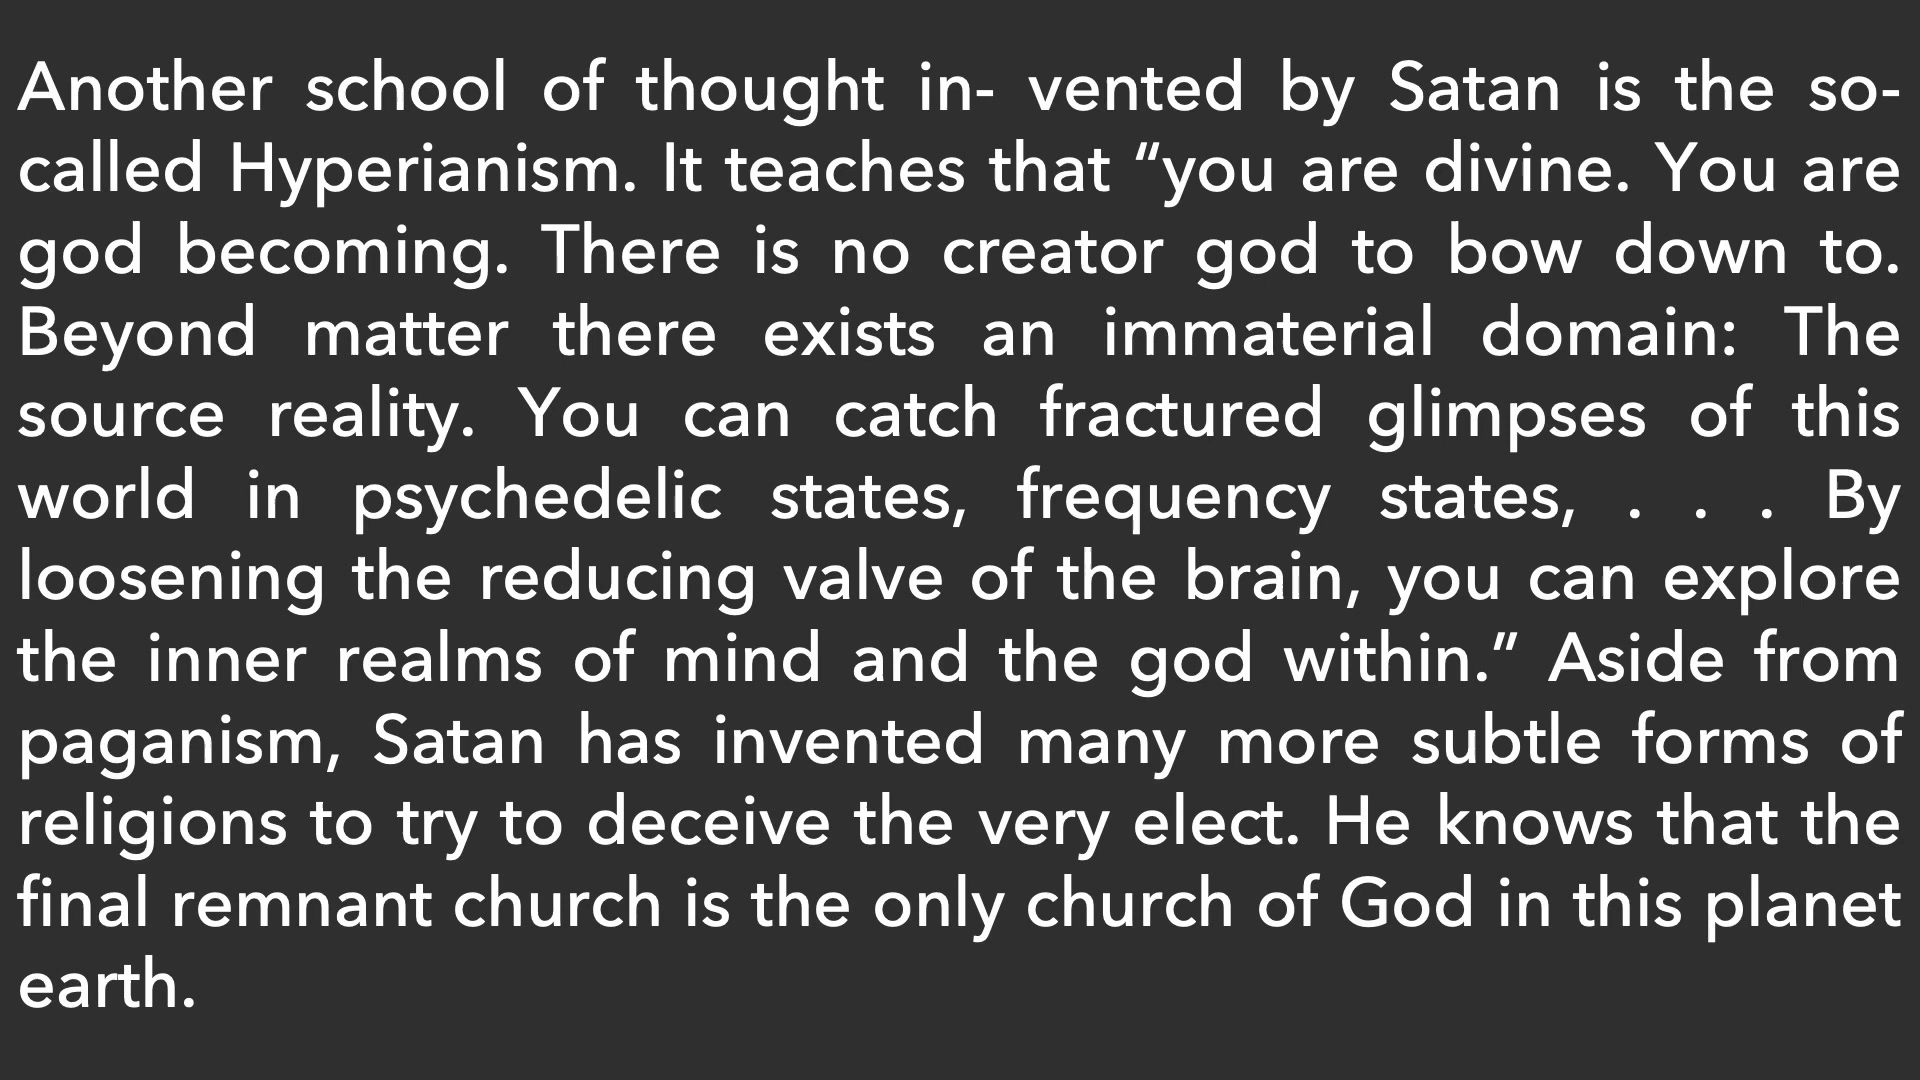 Another school of thought in- vented by Satan is the so-
called Hyperianism. It teaches that “you are divine. You are
god becoming. There is no creator god to bow down to.
Beyond matter there exists an immaterial domain: The
source reality. You can catch fractured glimpses of this
world in psychedelic states, frequency states, . . . By
loosening the reducing valve of the brain, you can explore
the inner realms of mind and the god within.” Aside from
paganism, Satan has invented many more subtle forms of
religions to try to deceive the very elect. He knows that the
final remnant church is the only church of God in this planet
earth.